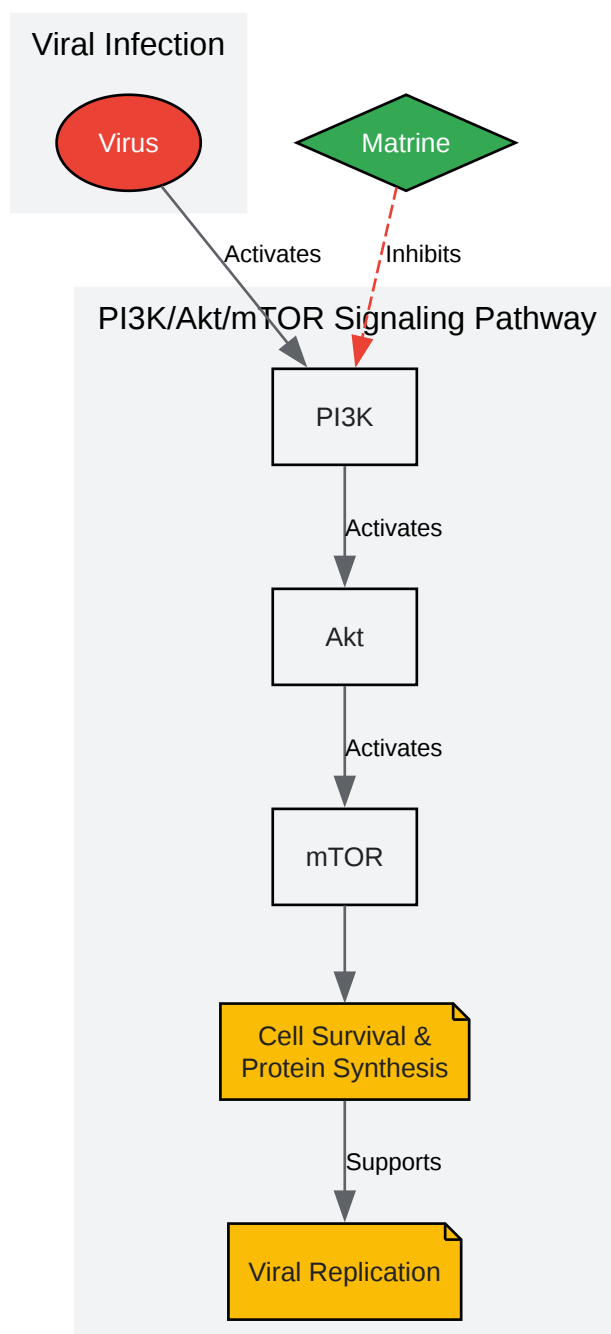 Viral Infection
Virus
Matrine
Activates
Inhibits
PI3K/Akt/mTOR Signaling Pathway
PI3K
Activates
Akt
Activates
mTOR
Cell Survival &
Protein Synthesis
Supports
Viral Replication